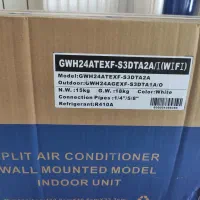 GWH24ATEXF-S3DTA2A/I(WIFI)
Model:GWH24ATEXF-S3DTA2A
Outdoor:GWH24AGEXF-S3DTA1A/O
N.W.:15kg G.W.:18kg Color:White
Connection Pipes:1/4"5/8"
Refrigerant:R410A
PLIT AIR CONDITIONER
WALL MOUNTED MODEL
INDOOR UNIT